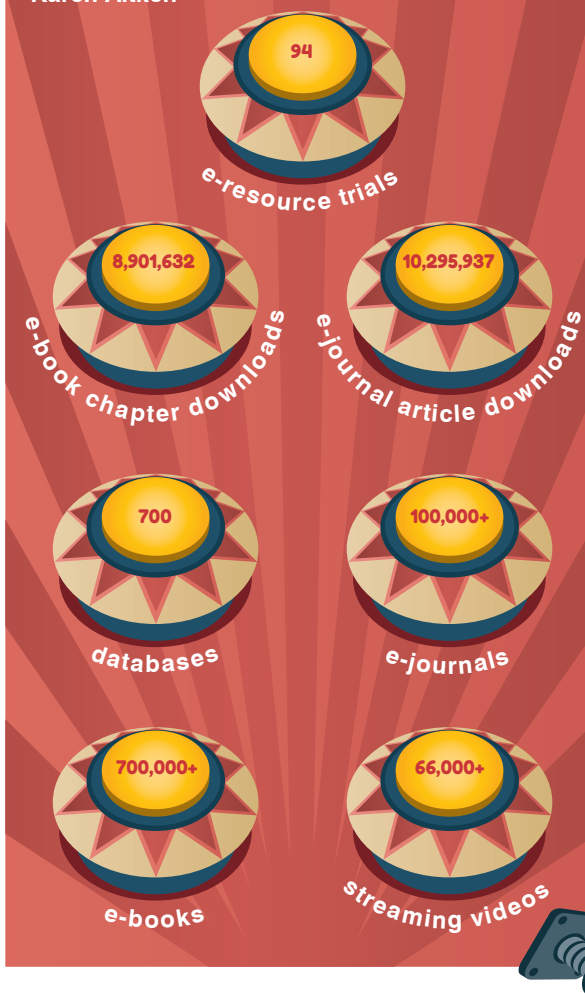 94
e-resource trials
8,901,632
e-book chapter downloads
10,295,937
e-journal article downloads
700
databases
100,000+
e-journals
700,000+
e-books
66,000+
streaming videos